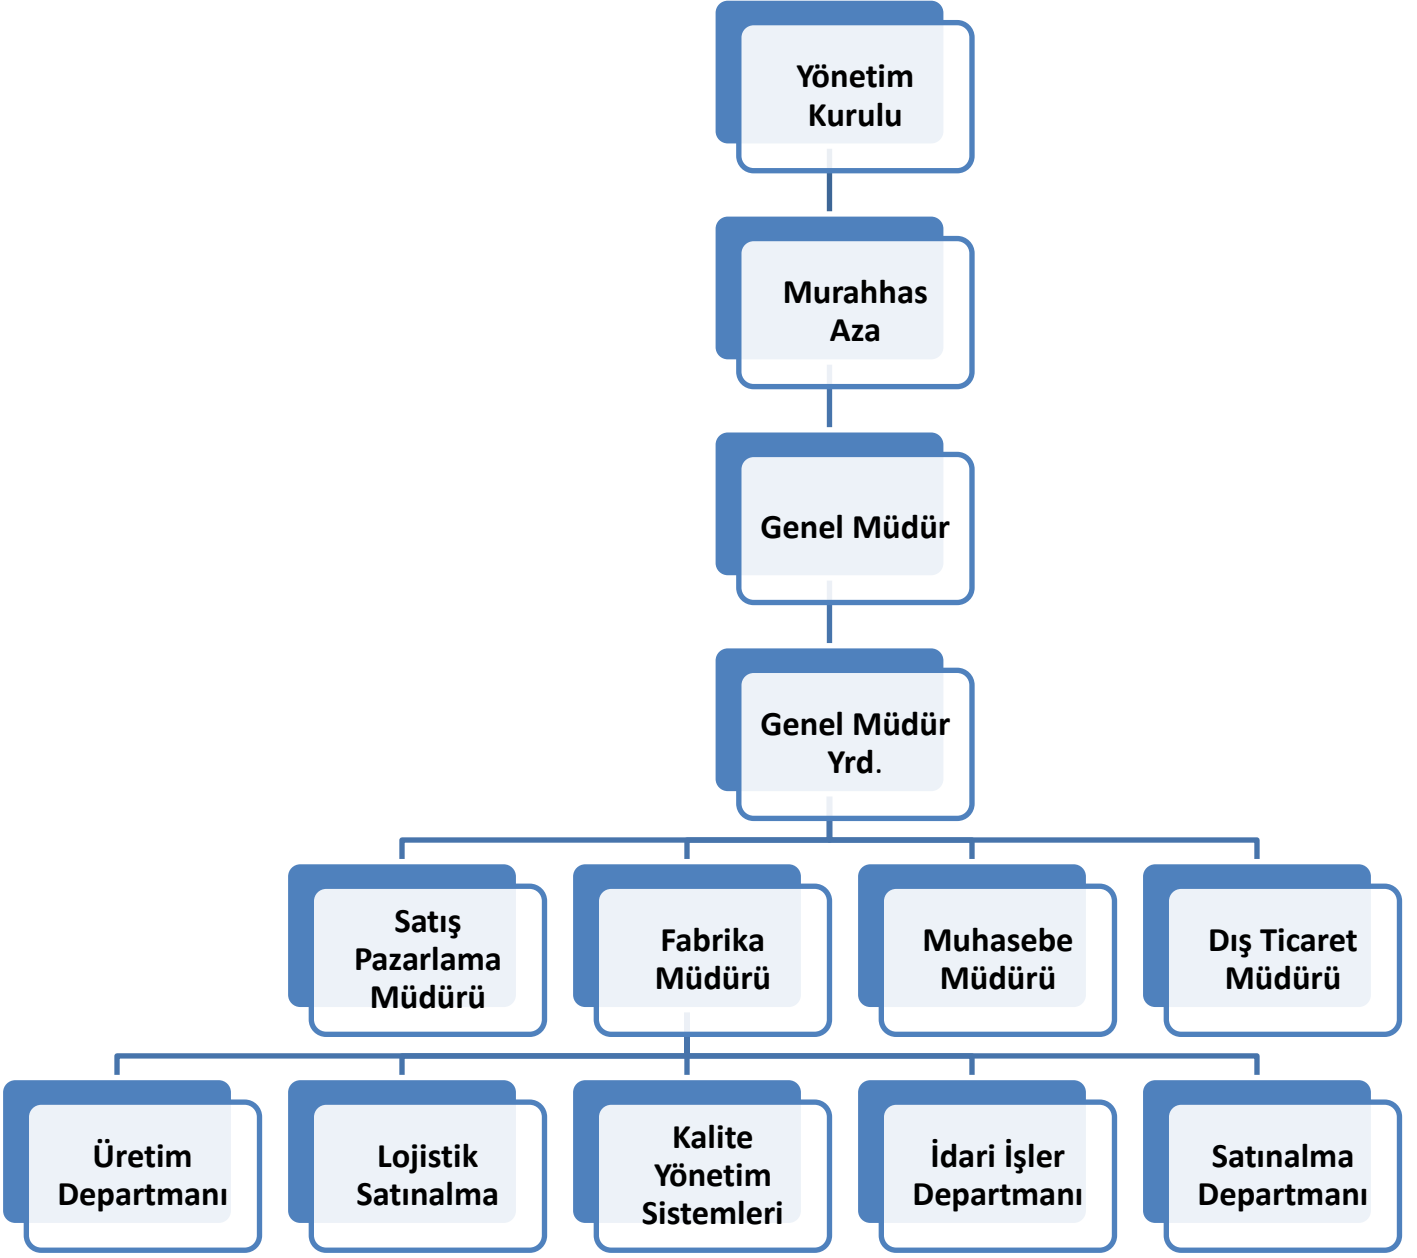 Yönetim
Kurulu
Murahhas
Aza
Genel Müdür
Genel Müdür
Yrd.
Satış
Pazarlama
Müdürü
Fabrika
Müdürü
Muhasebe
Müdürü
Dış Ticaret
Müdürü
Üretim
Departmanı
Lojistik
Satınalma
Kalite
Yönetim
Sistemleri
İdari İşler
Departmanı
Satınalma
Departmanı